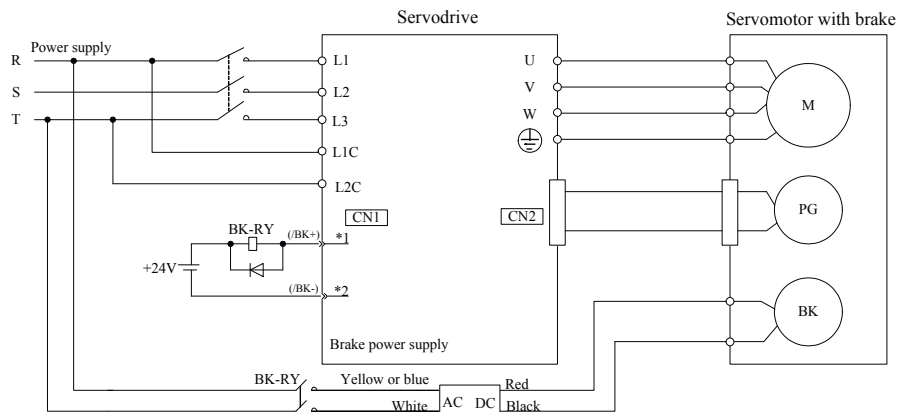 Servodrive
Servomotor with brake
Power supply
R
S
T
L1
L2
L3
L1C
L2C
U
V
W
M
CN1
CN2
PG
BK-RY
(/BK+)
*1
+24V
(/BK-)
*2
BK
Brake power supply
BK-RY
Yellow or blue
White
AC
DC
Red
Black